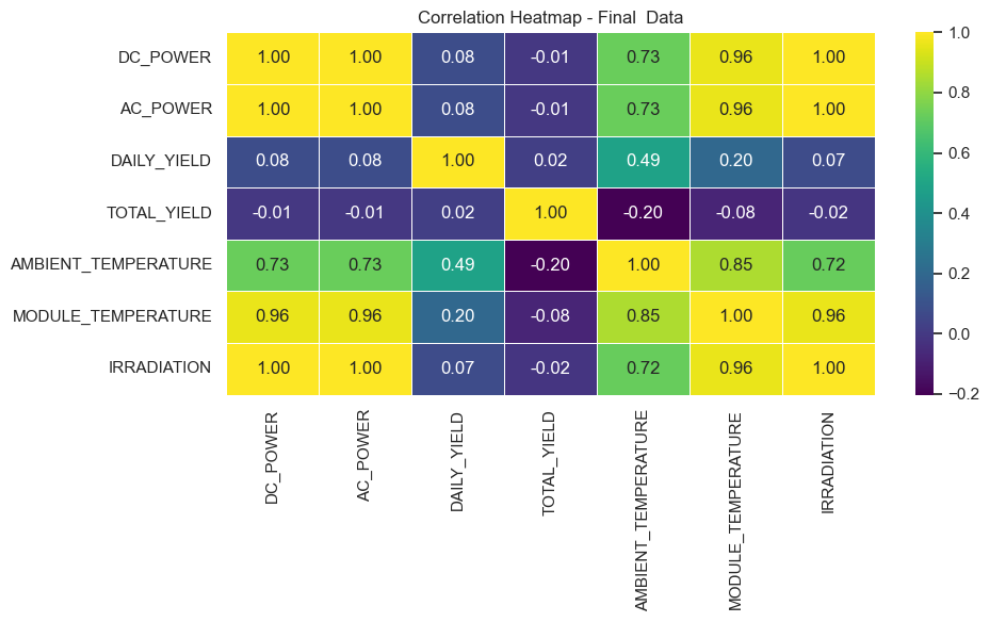 Correlation Heatmap - Final  Data
DC_POWER 1.00 1.00 0.08 -0.01 0.73 0.96 1.00
AC_POWER 1.00 1.00 0.08 -0.01 0.73 0.96 1.00
DAILY_YIELD 0.08 0.08 1.00 0.02 0.49 0.20 0.07
TOTAL_YIELD -0.01 -0.01 0.02 1.00 -0.20 -0.08 -0.02
AMBIENT_TEMPERATURE 0.73 0.73 0.49 -0.20 1.00 0.85 0.72
MODULE_TEMPERATURE 0.96 0.96 0.20 -0.08 0.85 1.00 0.96
IRRADIATION 1.00 1.00 0.07 -0.02 0.72 0.96 1.00
DC_POWER
AC_POWER
DAILY_YIELD
TOTAL_YIELD
AMBIENT_TEMPERATURE
MODULE_TEMPERATURE
IRRADIATION
1.0
0.8
0.6
0.4
0.2
0.0
−0.2